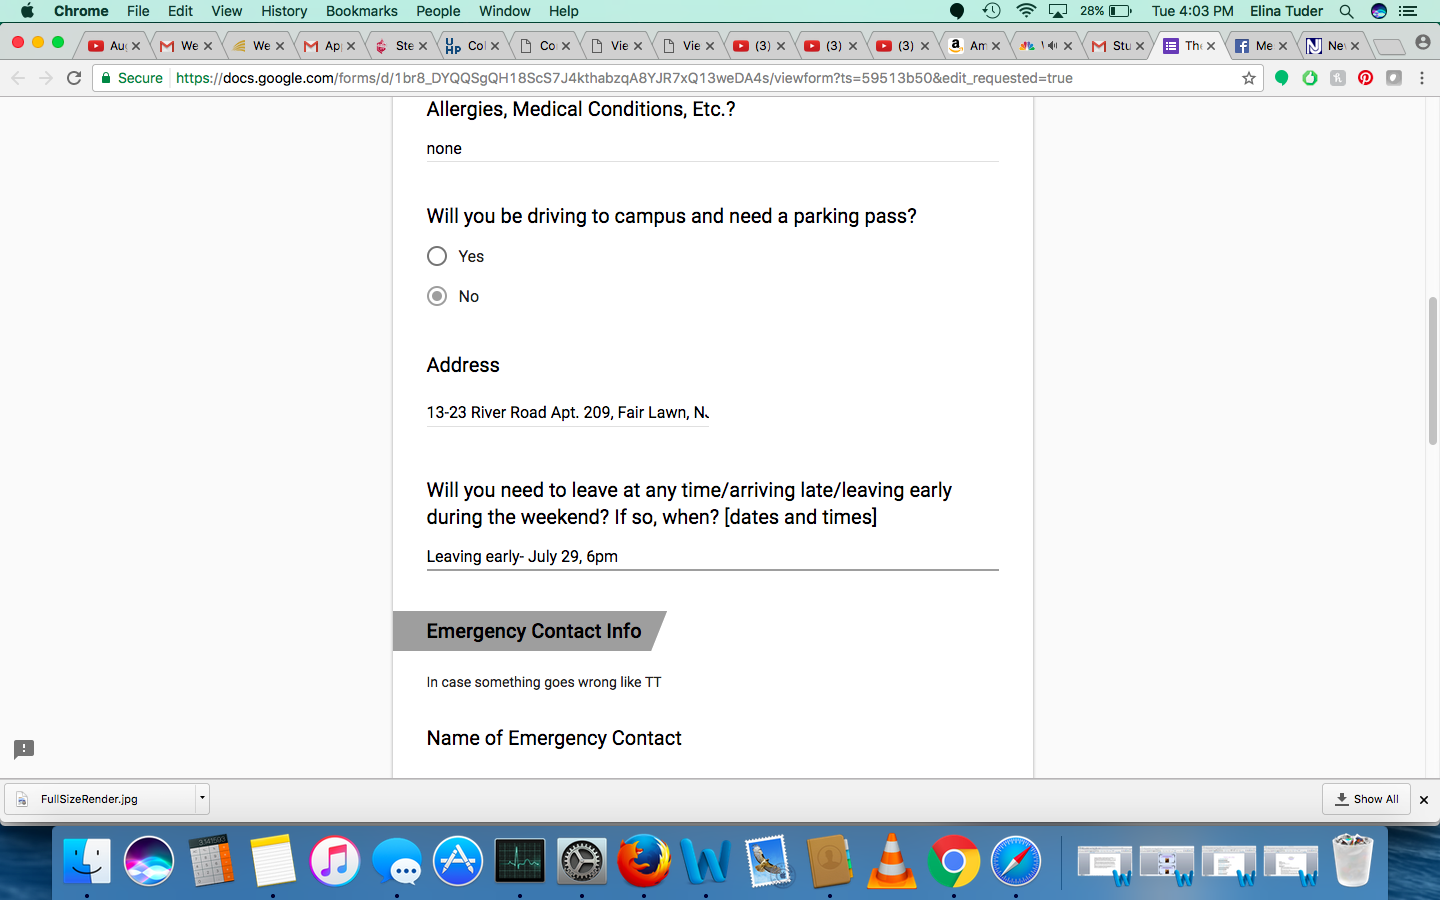 Chrome File Edit View History Bookmarks People Window Help 28% Tue 4:03 PM Elina Tuder
Au We We App Ste UHP Col Co Vie Vie (3) (3) (3) Am Stu The Me Ne
Secure https://docs.google.com/forms/d/1br8_DYQQSgQH18ScS7J4kthabzqA8YJR7xQ13weDA4s/viewform?ts=59513b50&edit_requested=true
Allergies, Medical Conditions, Etc.?
none
Will you be driving to campus and need a parking pass?
Yes
No
Address
13-23 River Road Apt. 209, Fair Lawn, NJ
Will you need to leave at any time/arriving late/leaving early
during the weekend? If so, when? [dates and times]
Leaving early- July 29, 6pm
Emergency Contact Info
In case something goes wrong like TT
Name of Emergency Contact
FullSizeRender.jpg Show All